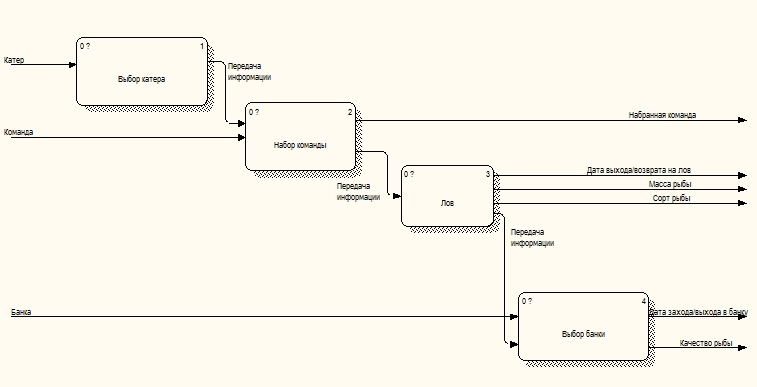 0 ?
1
Катер
Выбор катера
Передача
информации
0 ?
2
Набранная команда
Команда
Набор команды
0 ?
3
Дата выхода/возврата на лов
Масса рыбы
Передача
информации
Сорт рыбы
Лов
Передача
информации
0 ?
4
Банка
Дата захода/выхода в банку
Выбор банки
Качество рыбы